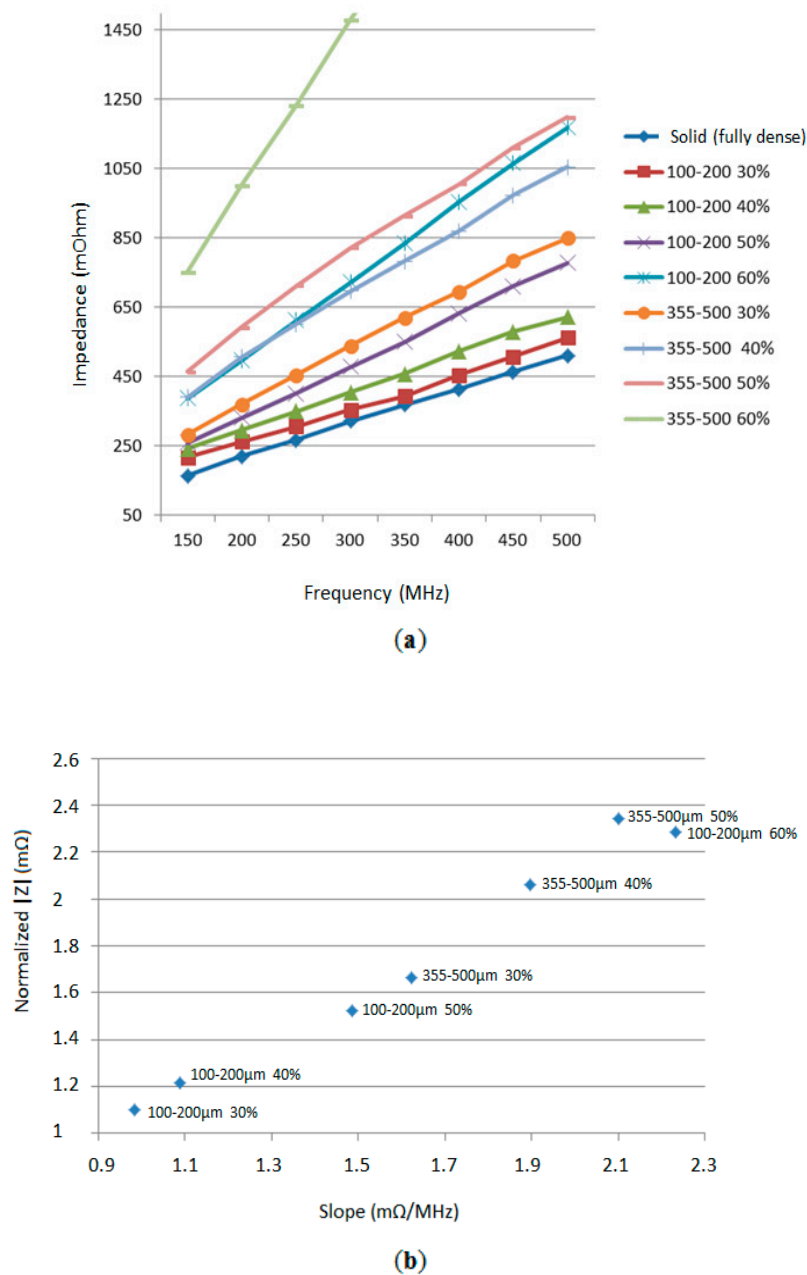 1450
1250
1050
850
650
450
250
50
Impedance (mOhm)
150 200 250 300 350 400 450 500
Frequency (MHz)
Solid (fully dense)
100-200 30%
100-200 40%
100-200 50%
100-200 60%
355-500 30%
355-500 40%
355-500 50%
355-500 60%
(a)
2.6
2.4
2.2
2
1.8
1.6
1.4
1.2
1
Normalized |Z| (mΩ)
355-500µm 50%
100-200µm 60%
355-500µm 40%
355-500µm 30%
100-200µm 50%
100-200µm 40%
100-200µm 30%
0.9 1.1 1.3 1.5 1.7 1.9 2.1 2.3
Slope (mΩ/MHz)
(b)